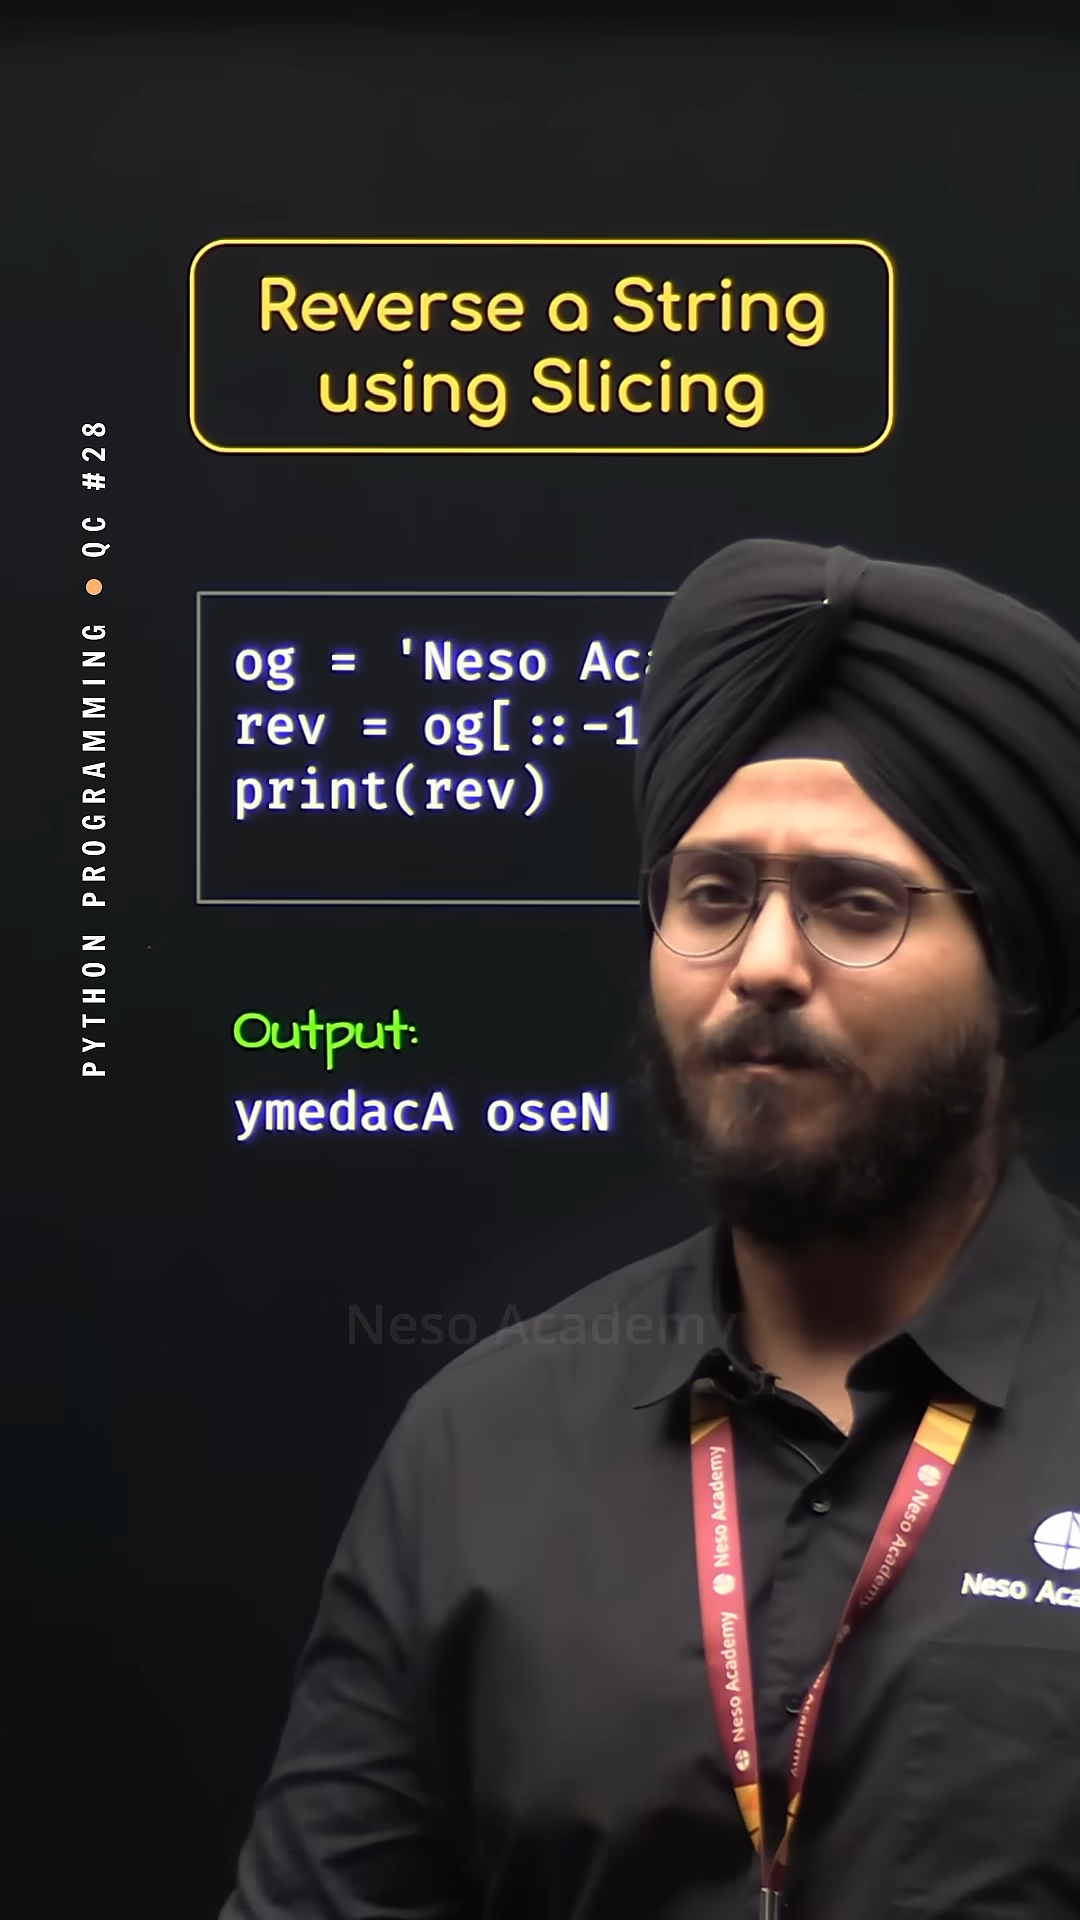 Reverse a String
using Slicing
PYTHON PROGRAMMING • QC #28
og = 'Neso
rev = og[::-1
print(rev)
Output:
ymedacA oseN
Neso Academy
Neso Academy
Neso Academy
Neso Academy
Neso